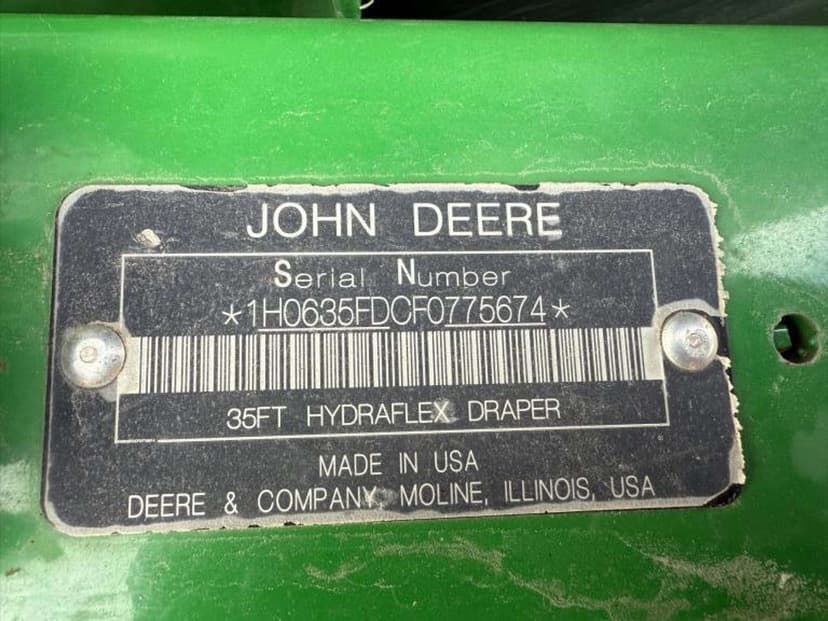 JOHN DEERE
Serial Number
*1H0635FDCF0775674*
35FT HYDRAFLEX DRAPER
MADE IN USA
DEERE & COMPANY, MOLINE, ILLINOIS, USA